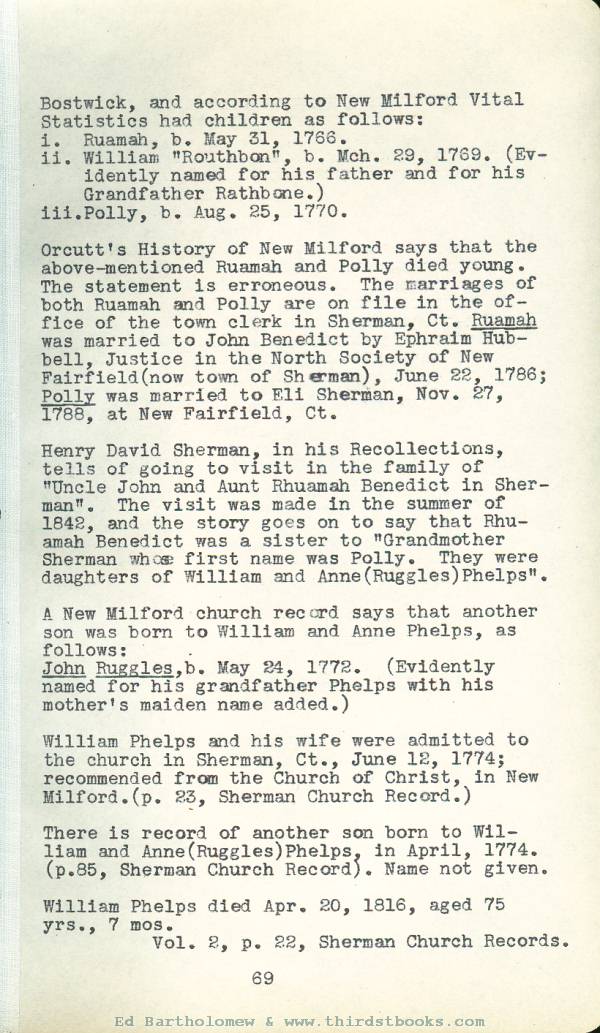 Bostwick, and according to New Milford Vital
Statistics had children as follows:
i. Ruamah, b. May 31, 1766.
ii. William "Routhbon", b. Mch. 29, 1769. (Ev-
idently named for his father and for his
Grandfather Rathbone.)
iii.Polly, b. Aug. 25, 1770.

Orcutt's History of New Milford says that the
above-mentioned Ruamah and Polly died young.
The statement is erroneous. The marriages of
both Ruamah and Polly are on file in the of-
fice of the town clerk in Sherman, Ct. Ruamah
was married to John Benedict by Ephraim Hub-
bell, Justice in the North Society of New
Fairfield(now town of Sherman), June 22, 1786;
Polly was married to Eli Sherman, Nov. 27,
1788, at New Fairfield, Ct.

Henry David Sherman, in his Recollections,
tells of going to visit in the family of
"Uncle John and Aunt Rhuamah Benedict in Sher-
man". The visit was made in the summer of
1842, and the story goes on to say that Rhu-
amah Benedict was a sister to "Grandmother
Sherman whose first name was Polly. They were
daughters of William and Anne(Ruggles)Phelps".

A New Milford church record says that another
son was born to William and Anne Phelps, as
follows:
John Ruggles,b. May 24, 1772. (Evidently
named for his grandfather Phelps with his
mother's maiden name added.)

William Phelps and his wife were admitted to
the church in Sherman, Ct., June 12, 1774;
recommended from the Church of Christ, in New
Milford.(p. 23, Sherman Church Record.)

There is record of another son born to Wil-
liam and Anne(Ruggles)Phelps, in April, 1774.
(p.85, Sherman Church Record). Name not given.

William Phelps died Apr. 20, 1816, aged 75
yrs., 7 mos.
Vol. 2, p. 22, Sherman Church Records.

69

Ed Bartholomew & www.thirdstbooks.com